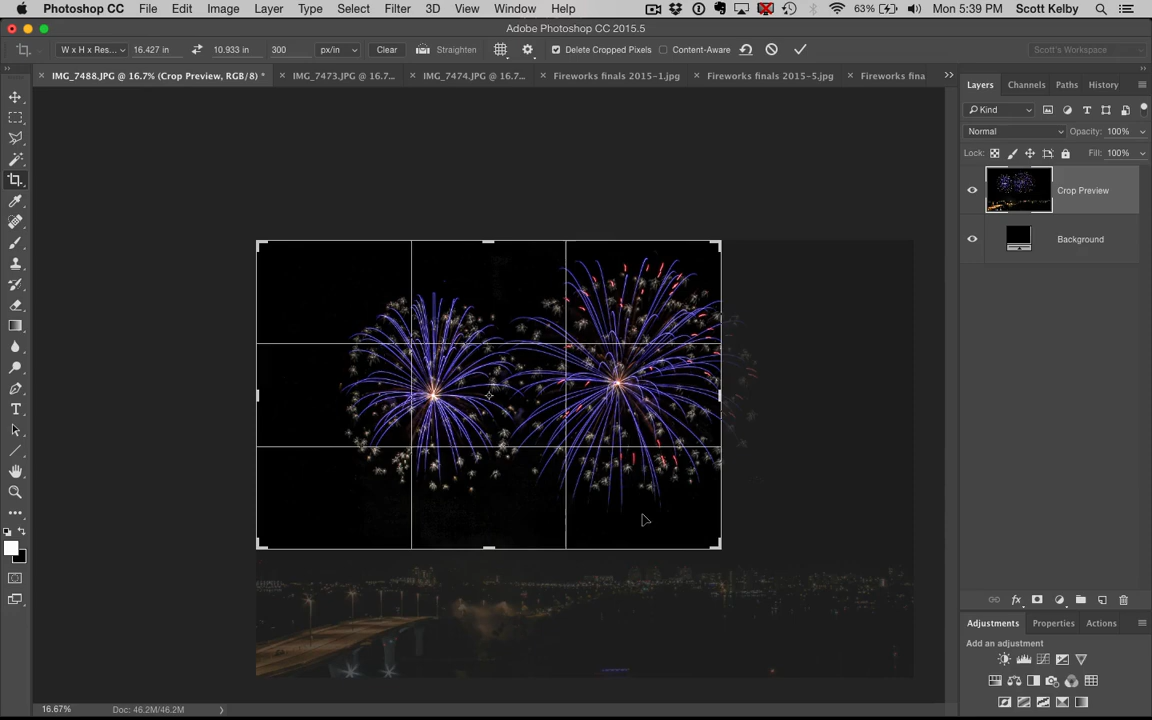 Photoshop CC File Edit Image Layer Type Select Filter 3D View Window Help 63% Mon 5:39 PM Scott Kelby
Adobe Photoshop CC 2015.5
W x H x Res... 16.427 in 10.933 in 300 px/in Clear Straighten Delete Cropped Pixels Content-Aware Scott's Workspace
IMG_7488.JPG @ 16.7% (Crop Preview, RGB/8) * IMG_7473.JPG @ 16.7... IMG_7474.JPG @ 16.7... Fireworks finals 2015-1.jpg Fireworks finals 2015-5.jpg Fireworks fina
Layers Channels Paths History
Kind
Normal Opacity: 100%
Lock: Fill: 100%
Crop Preview
Background
Adjustments Properties Actions
Add an adjustment
16.67% Doc: 46.2M/46.2M